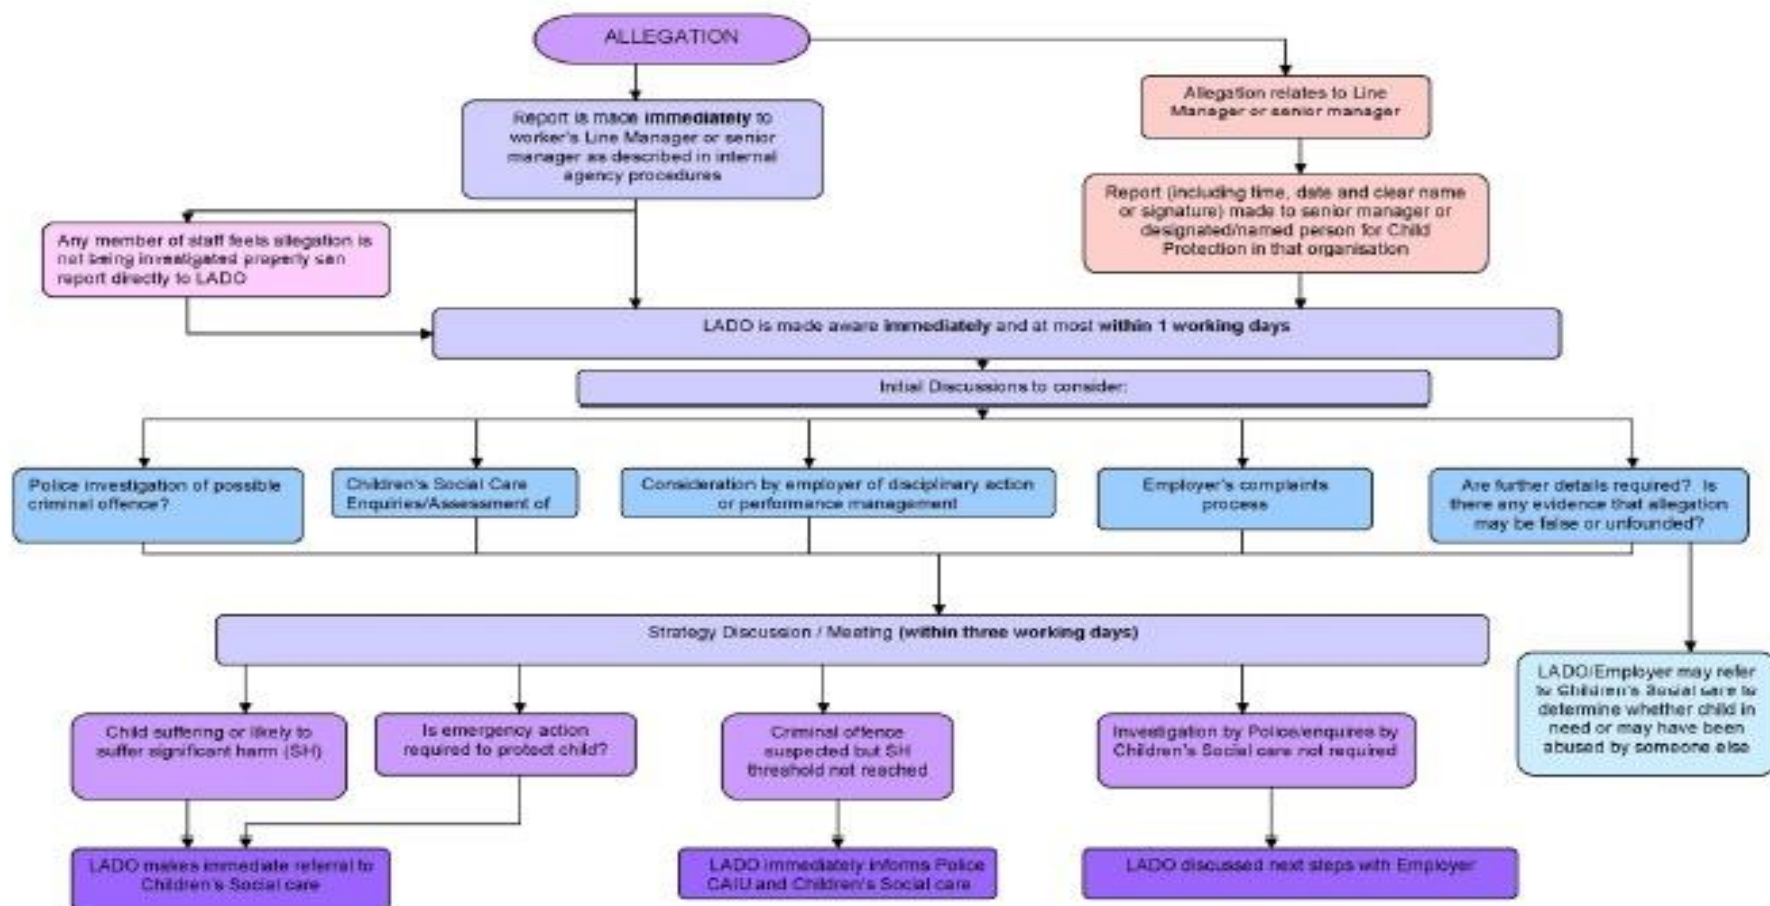 ALLEGATION
Report is made immediately to
worker's Line Manager or senior
manager as described in internal
agency procedures
Allegation relates to Line
Manager or senior manager
Report (including time, date and clear name
or signature) made to senior manager or
designated/named person for Child
Protection in that organisation
Any member of staff feels allegation is
not being investigated properly can
report directly to LADO
LADO is made aware immediately and at most within 1 working days
Initial Discussions to consider:
Police investigation of possible
criminal offence?
Children's Social Care
Enquiries/Assessment of
Consideration by employer of disciplinary action
or performance management
Employer's complaints
process
Are further details required? Is
there any evidence that allegation
may be false or unfounded?
Strategy Discussion / Meeting (within three working days)
Child suffering or likely to
suffer significant harm (SH)
Is emergency action
required to protect child?
Criminal offence
suspected but SH
threshold not reached
Investigation by Police/enquires by
Children's Social care not required
LADO/Employer may refer
to Children's Social care to
determine whether child in
need or may have been
abused by someone else
LADO makes immediate referral to
Children's Social care
LADO immediately informs Police
CAIU and Children's Social care
LADO discussed next steps with Employer